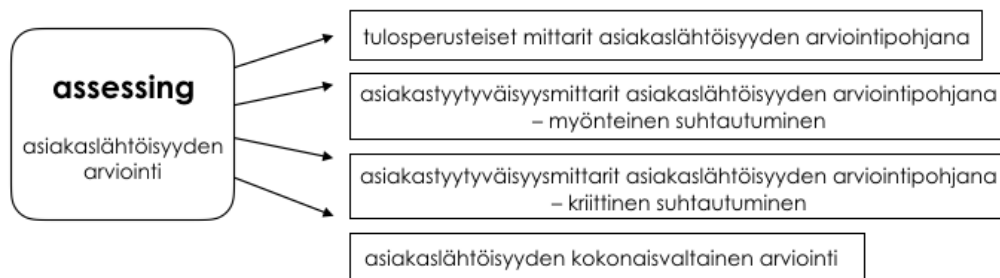 assessing
asiakaslähtöisyyden
arviointi
tulosperusteiset mittarit asiakaslähtöisyyden arviointipohjana
asiakastyytyväisyysmittarit asiakaslähtöisyyden arviointipohjana
– myönteinen suhtautuminen
asiakastyytyväisyysmittarit asiakaslähtöisyyden arviointipohjana
– kriittinen suhtautuminen
asiakaslähtöisyyden kokonaisvaltainen arviointi